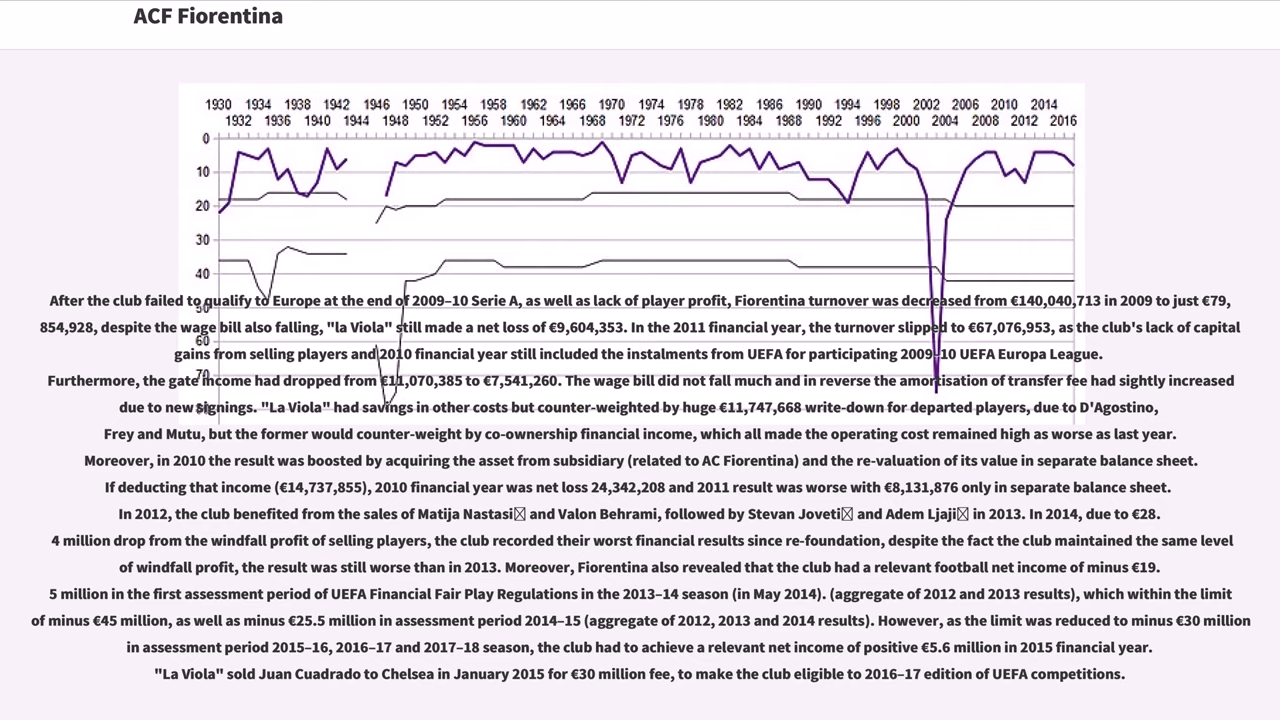 ACF Fiorentina
1930 1934 1938 1942 1946 1950 1954 1958 1962 1966 1970 1974 1978 1982 1986 1990 1994 1998 2002 2006 2010 2014
1932 1936 1940 1944 1948 1952 1956 1960 1964 1968 1972 1976 1980 1984 1988 1992 1996 2000 2004 2008 2012 2016
0
10
20
30
40
After the club failed to qualify to Europe at the end of 2009–10 Serie A, as well as lack of player profit, Fiorentina turnover was decreased from €140,040,713 in 2009 to just €79,
854,928, despite the wage bill also falling, "la Viola" still made a net loss of €9,604,353. In the 2011 financial year, the turnover slipped to €67,076,953, as the club's lack of capital
60
gains from selling players and 2010 financial year still included the instalments from UEFA for participating 2009–10 UEFA Europa League.
70
Furthermore, the gate income had dropped from €11,070,385 to €7,541,260. The wage bill did not fall much and in reverse the amortisation of transfer fee had sightly increased
due to new signings. "La Viola" had savings in other costs but counter-weighted by huge €11,747,668 write-down for departed players, due to D'Agostino,
Frey and Mutu, but the former would counter-weight by co-ownership financial income, which all made the operating cost remained high as worse as last year.
Moreover, in 2010 the result was boosted by acquiring the asset from subsidiary (related to AC Fiorentina) and the re-valuation of its value in separate balance sheet.
If deducting that income (€14,737,855), 2010 financial year was net loss 24,342,208 and 2011 result was worse with €8,131,876 only in separate balance sheet.
In 2012, the club benefited from the sales of Matija Nastasi and Valon Behrami, followed by Stevan Joveti and Adem Ljaji in 2013. In 2014, due to €28.
4 million drop from the windfall profit of selling players, the club recorded their worst financial results since re-foundation, despite the fact the club maintained the same level
of windfall profit, the result was still worse than in 2013. Moreover, Fiorentina also revealed that the club had a relevant football net income of minus €19.
5 million in the first assessment period of UEFA Financial Fair Play Regulations in the 2013–14 season (in May 2014). (aggregate of 2012 and 2013 results), which within the limit
of minus €45 million, as well as minus €25.5 million in assessment period 2014–15 (aggregate of 2012, 2013 and 2014 results). However, as the limit was reduced to minus €30 million
in assessment period 2015–16, 2016–17 and 2017–18 season, the club had to achieve a relevant net income of positive €5.6 million in 2015 financial year.
"La Viola" sold Juan Cuadrado to Chelsea in January 2015 for €30 million fee, to make the club eligible to 2016–17 edition of UEFA competitions.